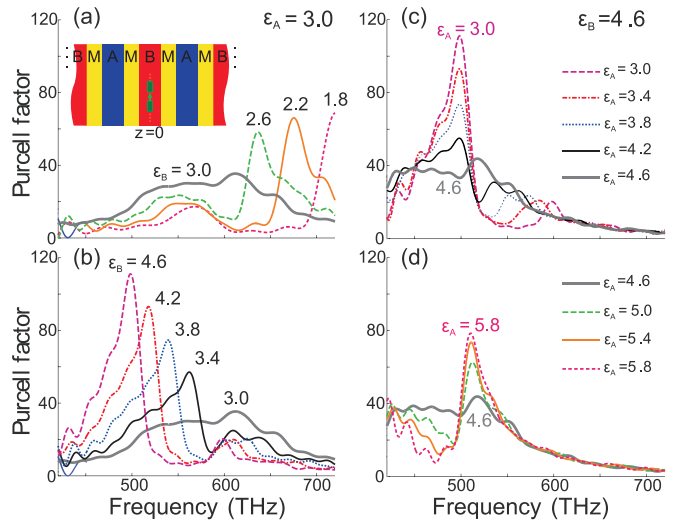 (a)
ε_A = 3.0
120
80
40
0
Purcell factor
B M A M B M A M B
z=0
ε_B = 3.0
2.6
2.2
1.8
(c)
ε_B = 4.6
120
80
40
0
Purcell factor
ε_A = 3.0
4.6
ε_A = 3.0
ε_A = 3.4
ε_A = 3.8
ε_A = 4.2
ε_A = 4.6
(b)
120
80
40
0
Purcell factor
ε_B = 4.6
4.2
3.8
3.4
3.0
500 600 700
Frequency (THz)
(d)
120
80
40
0
Purcell factor
ε_A = 5.8
4.6
ε_A = 4.6
ε_A = 5.0
ε_A = 5.4
ε_A = 5.8
500 600 700
Frequency (THz)